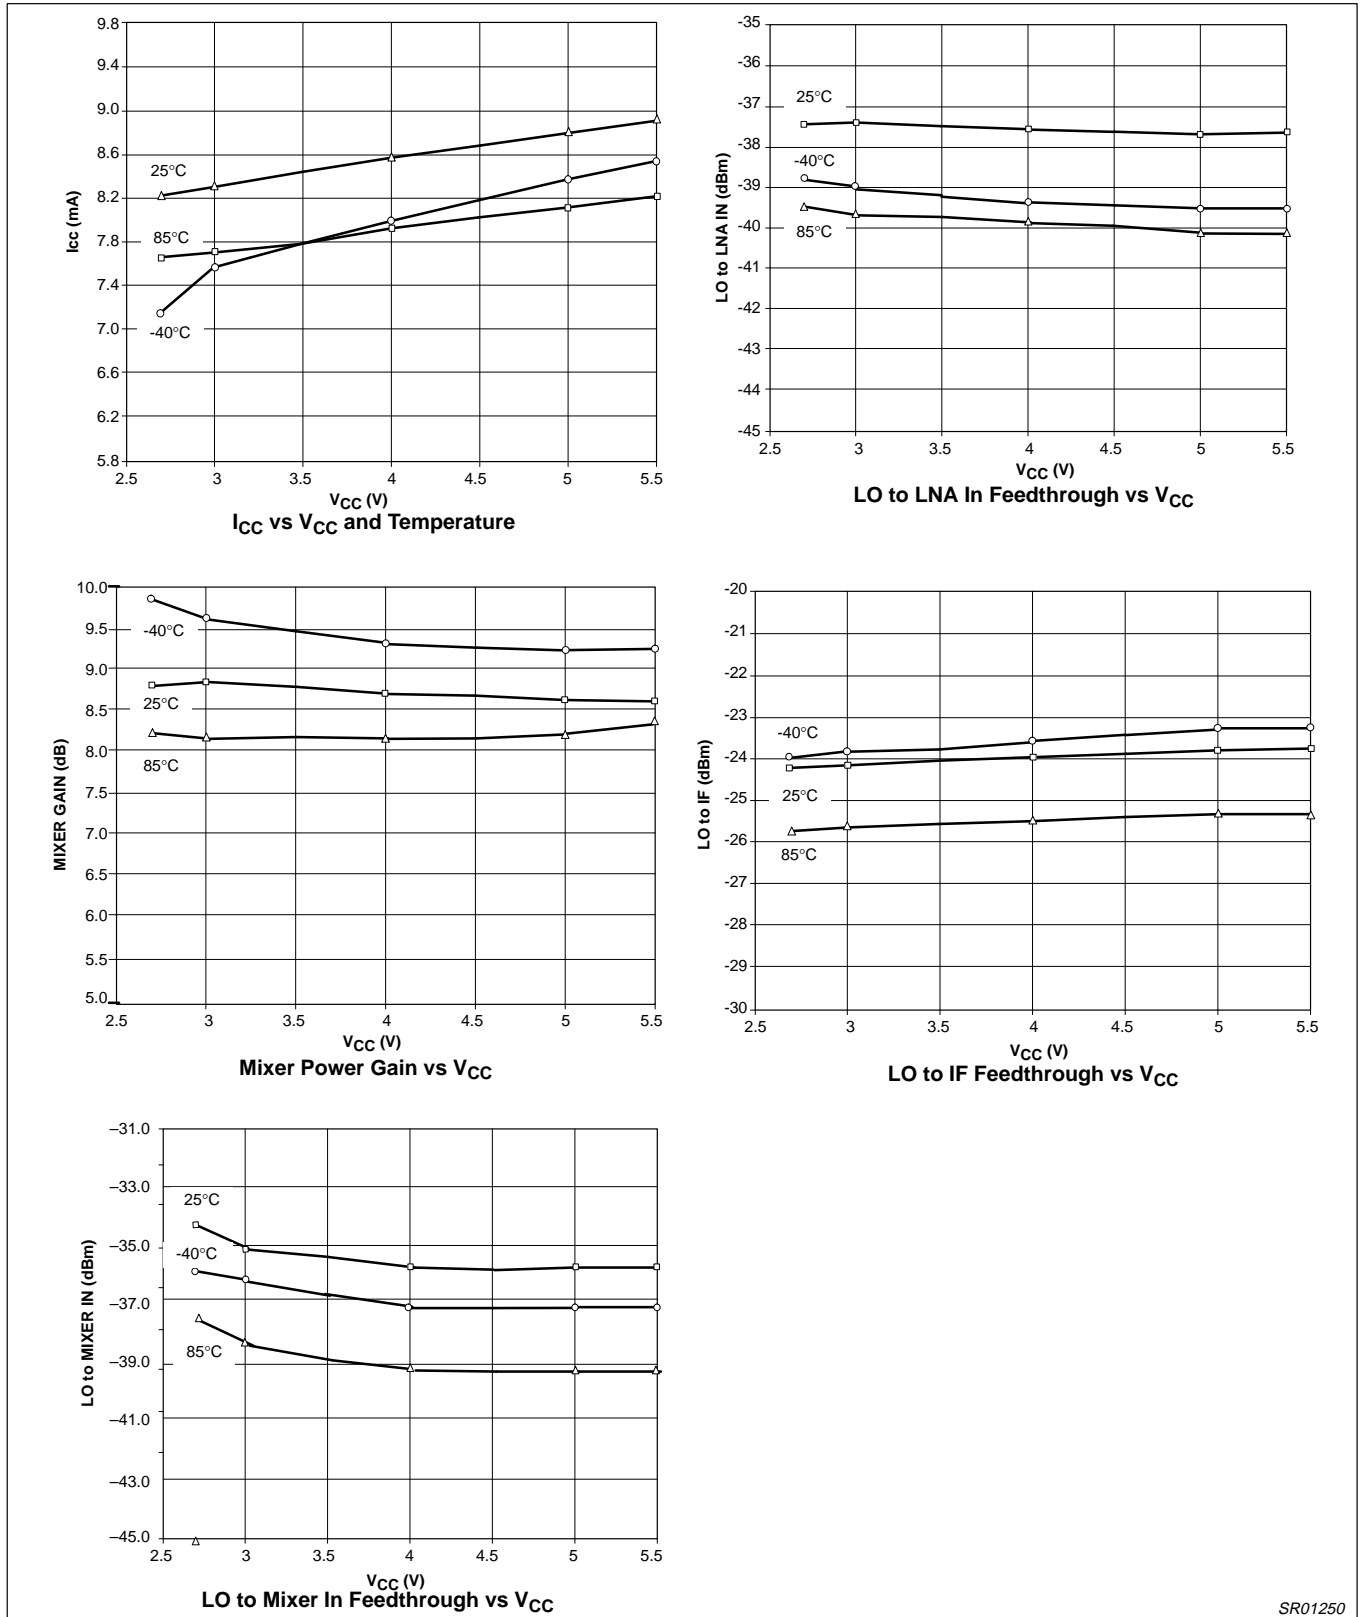 9.8
9.4
9.0
8.6
8.2
7.8
7.4
7.0
6.6
6.2
5.8
Icc (mA)
25°C
85°C
-40°C
2.5 3 3.5 4 4.5 5 5.5
VCC (V)
ICC vs VCC and Temperature
-35
-36
-37
-38
-39
-40
-41
-42
-43
-44
-45
LO to LNA IN (dBm)
25°C
-40°C
85°C
2.5 3 3.5 4 4.5 5 5.5
VCC (V)
LO to LNA In Feedthrough vs VCC
10.0
9.5
9.0
8.5
8.0
7.5
7.0
6.5
6.0
5.5
5.0
MIXER GAIN (dB)
-40°C
25°C
85°C
2.5 3 3.5 4 4.5 5 5.5
VCC (V)
Mixer Power Gain vs VCC
-20
-21
-22
-23
-24
-25
-26
-27
-28
-29
-30
LO to IF (dBm)
-40°C
25°C
85°C
2.5 3 3.5 4 4.5 5 5.5
VCC (V)
LO to IF Feedthrough vs VCC
–31.0
–33.0
–35.0
–37.0
–39.0
–41.0
–43.0
–45.0
LO to MIXER IN (dBm)
25°C
-40°C
85°C
2.5 3 3.5 4 4.5 5 5.5
VCC (V)
LO to Mixer In Feedthrough vs VCC
SR01250